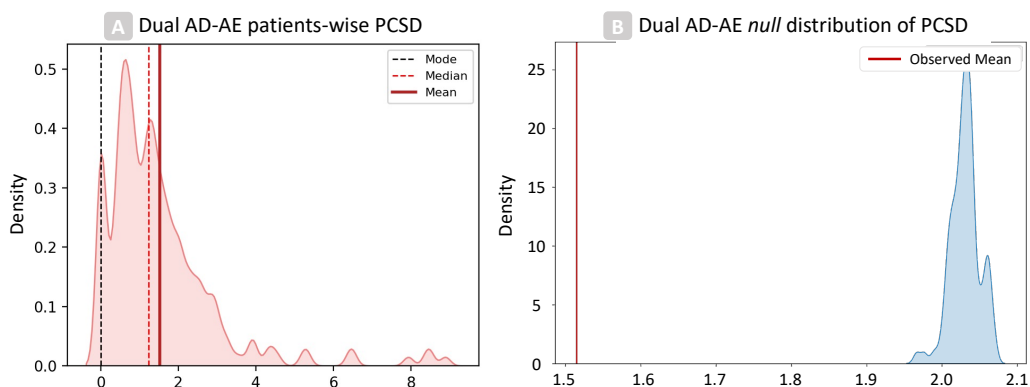 A Dual AD-AE patients-wise PCSD
Mode
Median
Mean
Density
0.5
0.4
0.3
0.2
0.1
0.0
0 2 4 6 8
B Dual AD-AE null distribution of PCSD
Observed Mean
Density
25
20
15
10
5
0
1.5 1.6 1.7 1.8 1.9 2.0 2.1